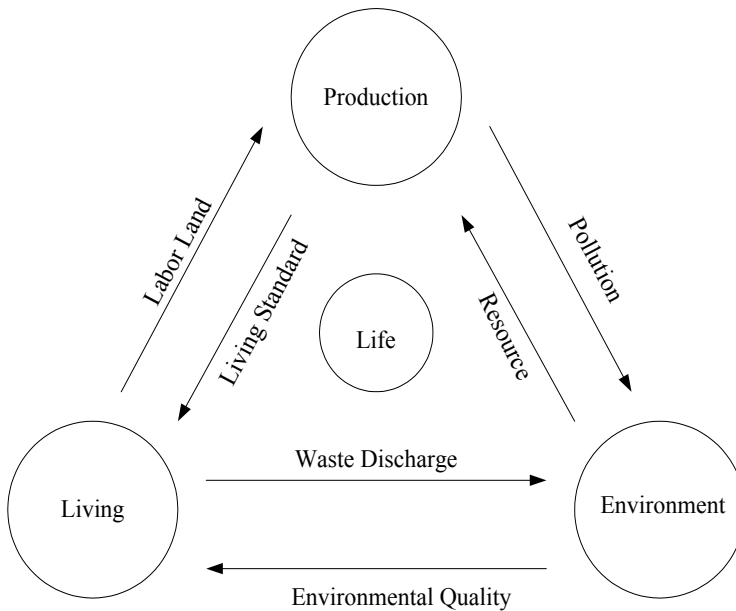 Production
Labor Land
Living Standard
Life
Resource
Pollution
Waste Discharge
Living
Environment
Environmental Quality